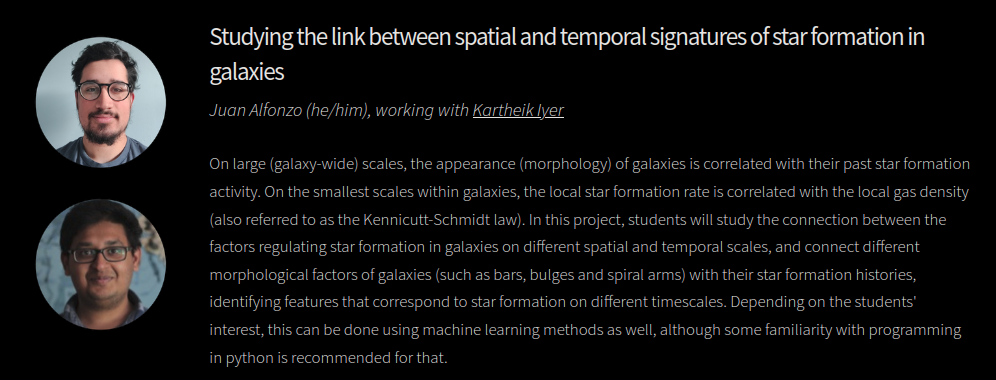 Studying the link between spatial and temporal signatures of star formation in
galaxies
Juan Alfonzo (he/him), working with Kartheik Iyer
On large (galaxy-wide) scales, the appearance (morphology) of galaxies is correlated with their past star formation
activity. On the smallest scales within galaxies, the local star formation rate is correlated with the local gas density
(also referred to as the Kennicutt-Schmidt law). In this project, students will study the connection between the
factors regulating star formation in galaxies on different spatial and temporal scales, and connect different
morphological factors of galaxies (such as bars, bulges and spiral arms) with their star formation histories,
identifying features that correspond to star formation on different timescales. Depending on the students'
interest, this can be done using machine learning methods as well, although some familiarity with programming
in python is recommended for that.